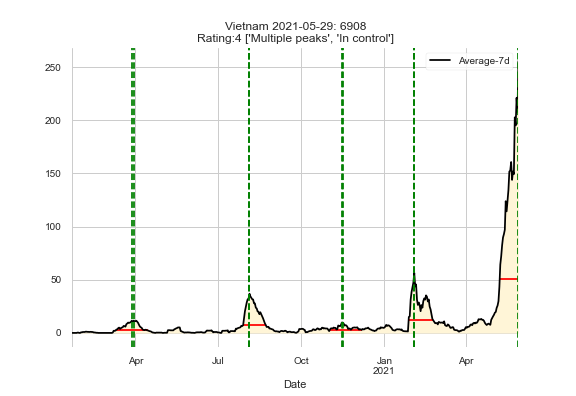 Vietnam 2021-05-29: 6908
Rating:4 ['Multiple peaks', 'In control']
Average-7d
250
200
150
100
50
0
Apr
Jul
Oct
Jan
2021
Apr
Date